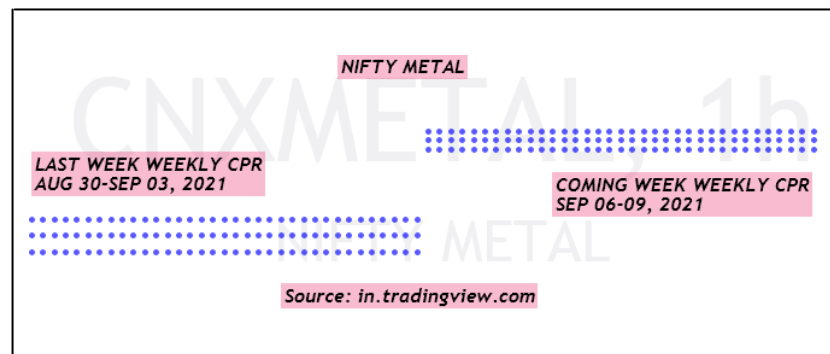 NIFTY METAL
CNXMETAL, 1h
LAST WEEK WEEKLY CPR
AUG 30-SEP 03, 2021
COMING WEEK WEEKLY CPR
SEP 06-09, 2021
NIFTY METAL
Source: in.tradingview.com